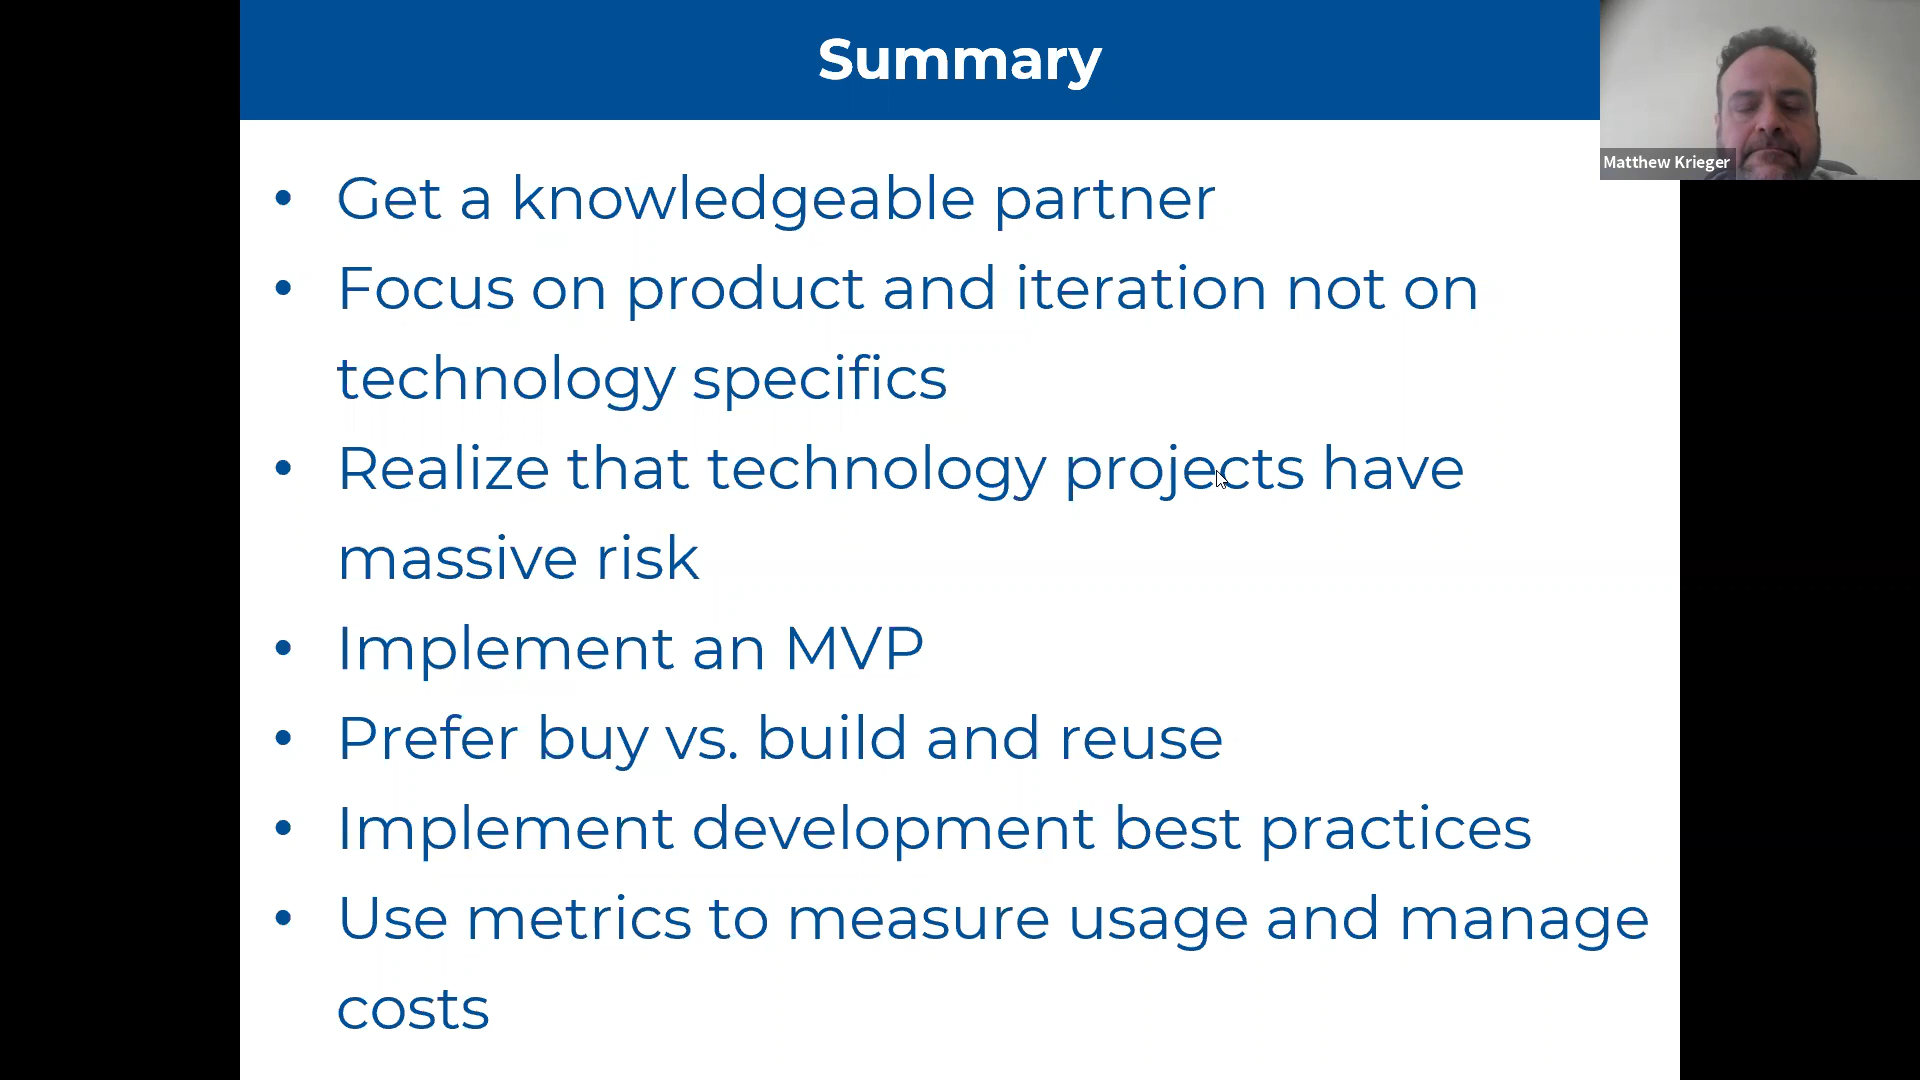 Summary
Matthew Krieger
• Get a knowledgeable partner
• Focus on product and iteration not on
technology specifics
• Realize that technology projects have
massive risk
• Implement an MVP
• Prefer buy vs. build and reuse
• Implement development best practices
• Use metrics to measure usage and manage
costs